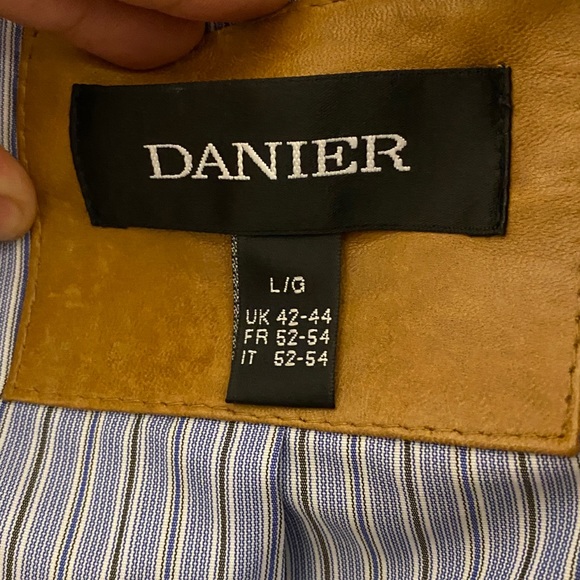 DANIER
L/G
UK 42-44
FR 52-54
IT 52-54